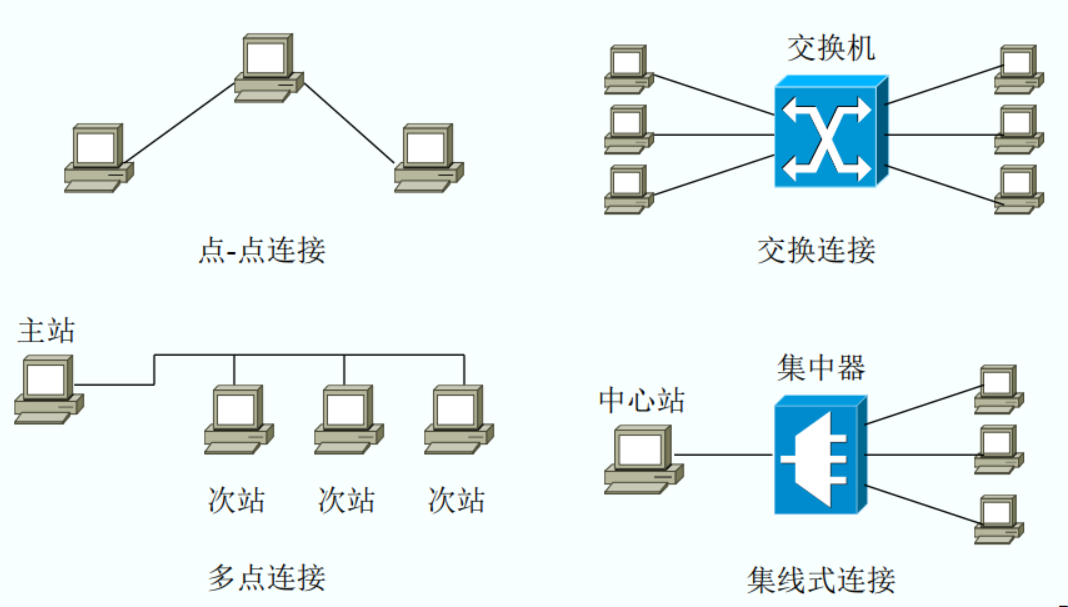 交换机
点-点连接
交换连接
主站
次站
次站
次站
多点连接
集中器
中心站
集线式连接